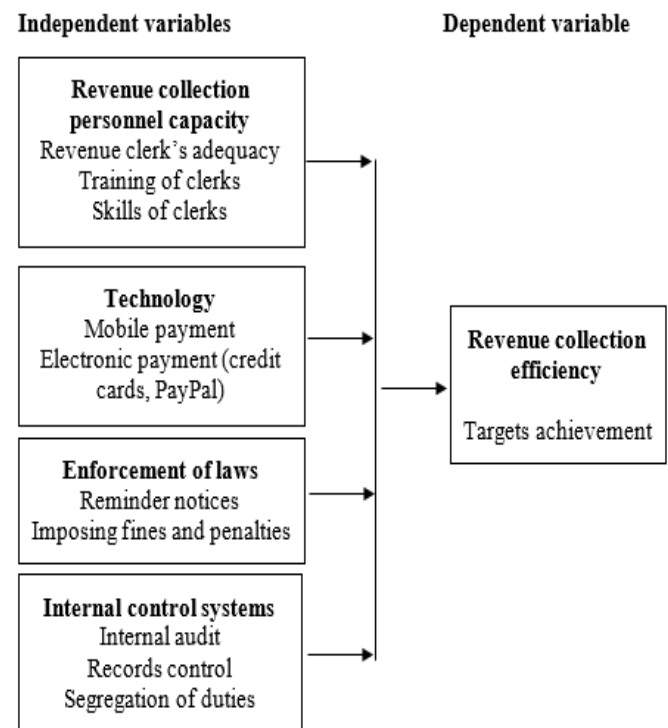 Independent variables
Dependent variable
Revenue collection
personnel capacity
Revenue clerk's adequacy
Training of clerks
Skills of clerks
Technology
Mobile payment
Electronic payment (credit
cards, PayPal)
Enforcement of laws
Reminder notices
Imposing fines and penalties
Internal control systems
Internal audit
Records control
Segregation of duties
Revenue collection
efficiency
Targets achievement